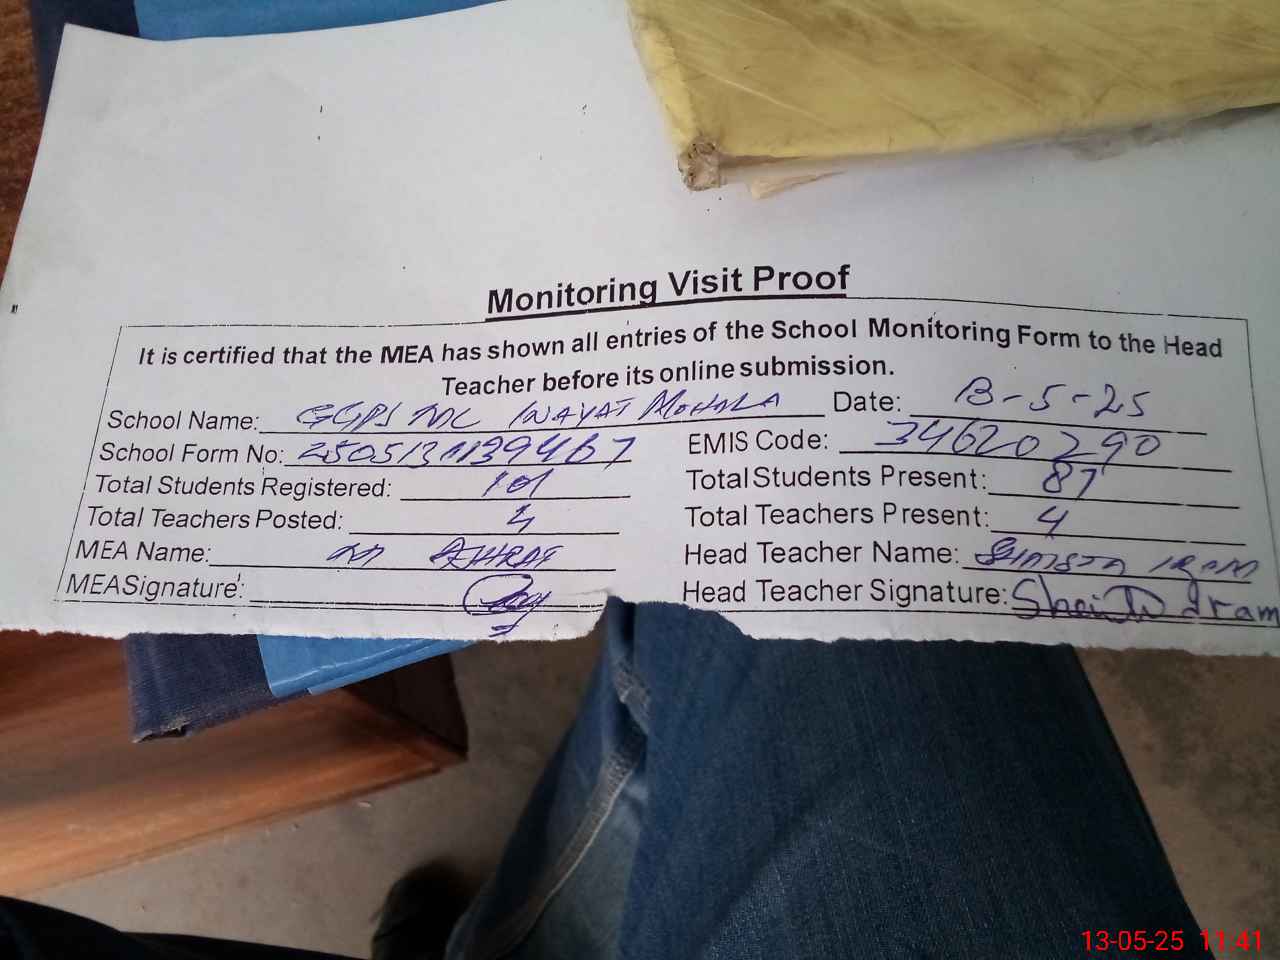 Monitoring Visit Proof
It is certified that the MEA has shown all entries of the School Monitoring Form to the Head
Teacher before its online submission.
School Name: GGPS MC INAYAT MOHALA Date: 13-5-25
School Form No: EMIS Code: 34620290
Total Students Registered: 101 Total Students Present: 87
Total Teachers Posted: 4 Total Teachers Present: 4
MEA Name: M Head Teacher Name: IRAM
MEASignature: Head Teacher Signature: Iram
13-05-25 11:41